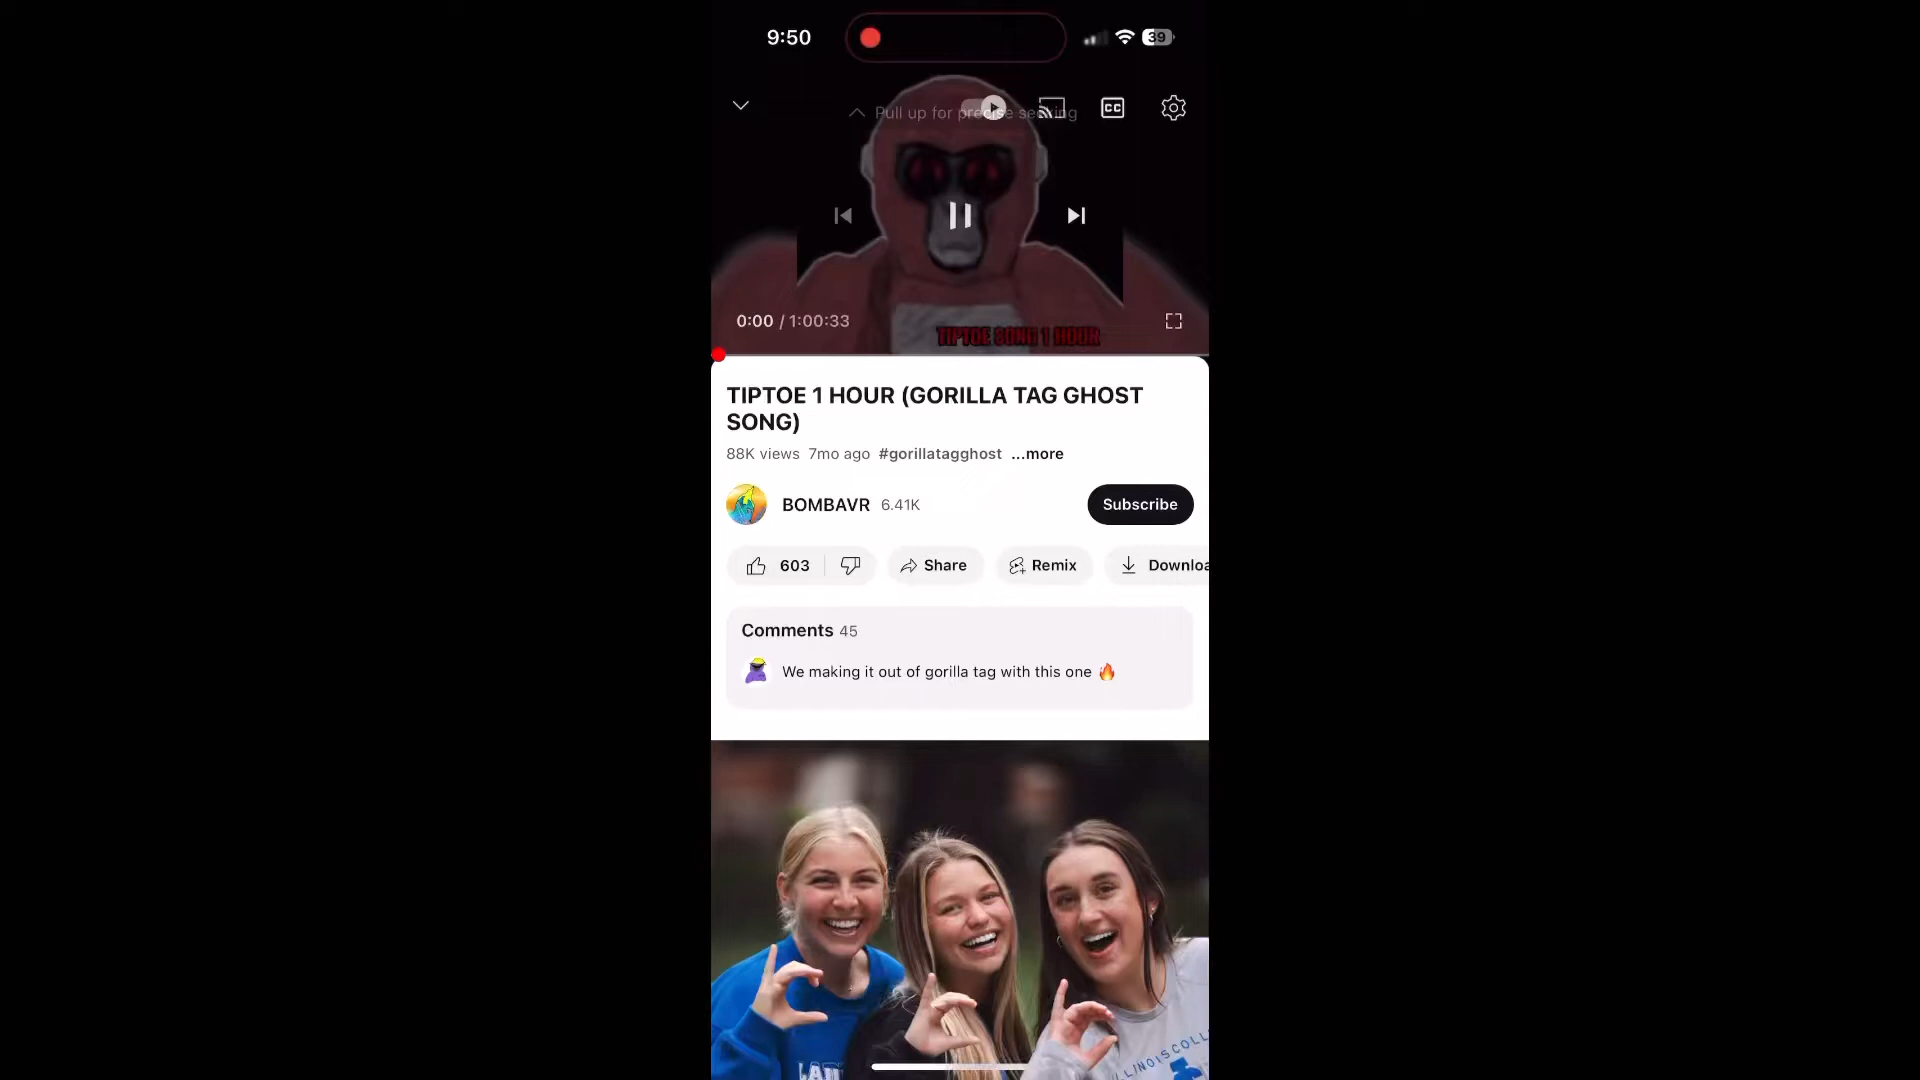 9:50
39
Pull up for precise seeking
CC
0:00 / 1:00:33
TIPTOE SONG 1 HOUR
TIPTOE 1 HOUR (GORILLA TAG GHOST
SONG)
88K views 7mo ago #gorillatagghost ...more
BOMBAVR 6.41K
Subscribe
603
Share
Remix
Downloa
Comments 45
We making it out of gorilla tag with this one 🔥